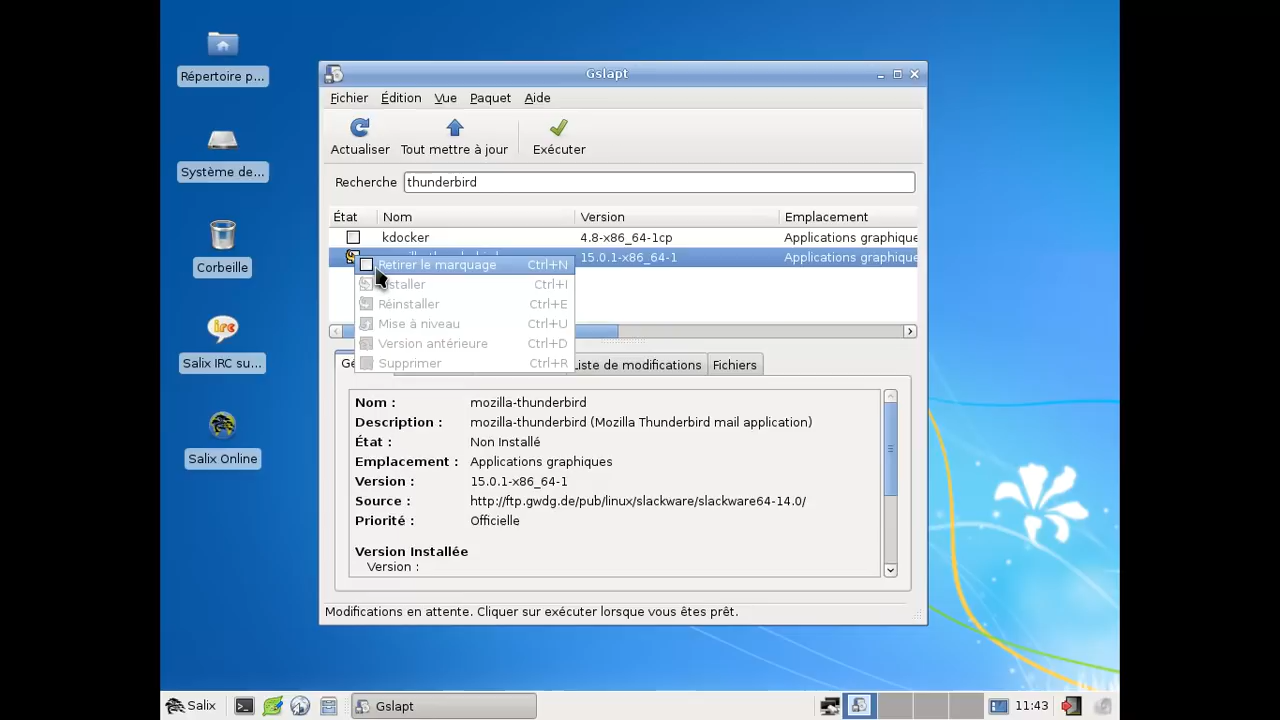 Répertoire p...
Système de...
Corbeille
Salix IRC su...
Salix Online
Gslapt
Fichier Édition Vue Paquet Aide
Actualiser Tout mettre à jour Exécuter
Recherche thunderbird
État Nom Version Emplacement
kdocker 4.8-x86_64-1cp Applications graphique
15.0.1-x86_64-1 Applications graphique
Retirer le marquage Ctrl+N
staller Ctrl+I
Réinstaller Ctrl+E
Mise à niveau Ctrl+U
Version antérieure Ctrl+D
Supprimer Ctrl+R
Gé Liste de modifications Fichiers
Nom : mozilla-thunderbird
Description : mozilla-thunderbird (Mozilla Thunderbird mail application)
État : Non Installé
Emplacement : Applications graphiques
Version : 15.0.1-x86_64-1
Source : http://ftp.gwdg.de/pub/linux/slackware/slackware64-14.0/
Priorité : Officielle
Version Installée
Version :
Modifications en attente. Cliquer sur exécuter lorsque vous êtes prêt.
Salix Gslapt 11:43